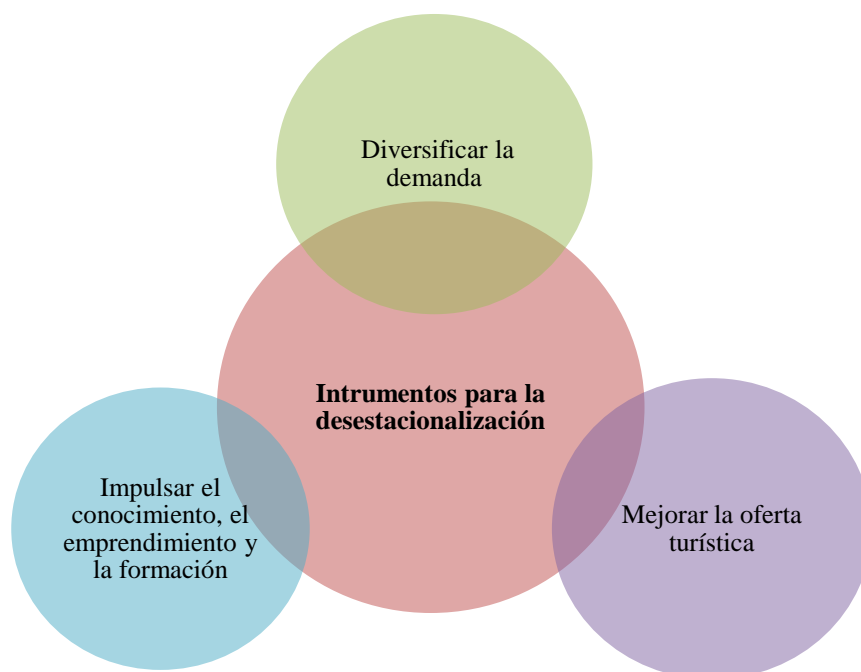 Diversificar la
demanda
Intrumentos para la
desestacionalización
Impulsar el
conocimiento, el
emprendimiento y
la formación
Mejorar la oferta
turística